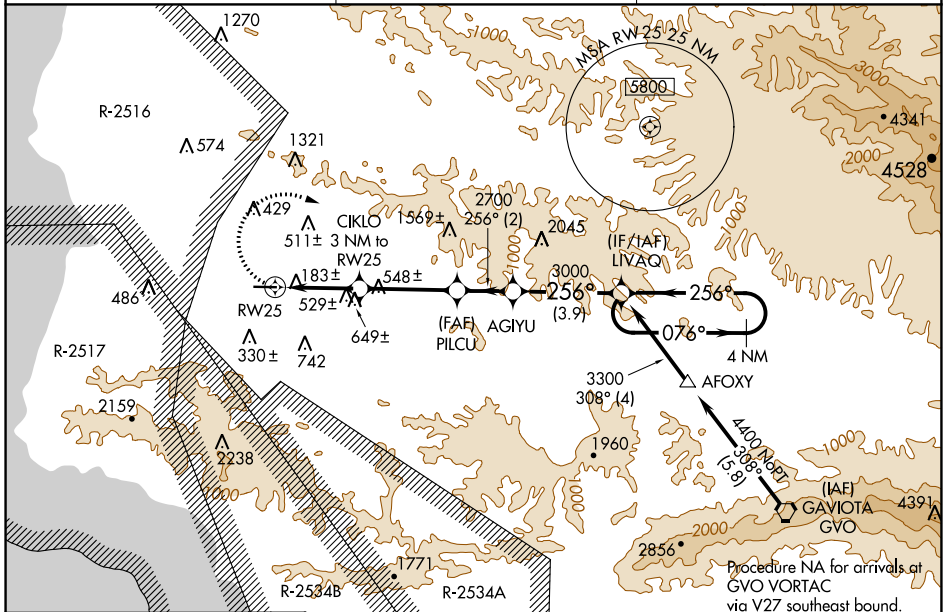 1270
1000
MSA RW25 25 NM
5800
3000
4341
2000
4528
R-2516
574
1321
1000
429
511±
CIKLO
3 NM to
RW25
1569±
2700
256° (2)
1000
2045
(IF/IAF)
LIVAQ
1000
486
RW25
183±
529±
548±
649±
(FAF)
PILCU
AGIYU
3000
256°
(3.9)
256°
076°
4 NM
R-2517
330±
742
3300
308° (4)
AFOXY
2159
2238
1000
1960
1000
4400 NoPT
308°
(5.8)
1000
(IAF)
GAVIOTA
GVO
4391
2000
2856
1771
R-2534B
R-2534A
Procedure NA for arrivals at
GVO VORTAC
via V27 southeast bound.